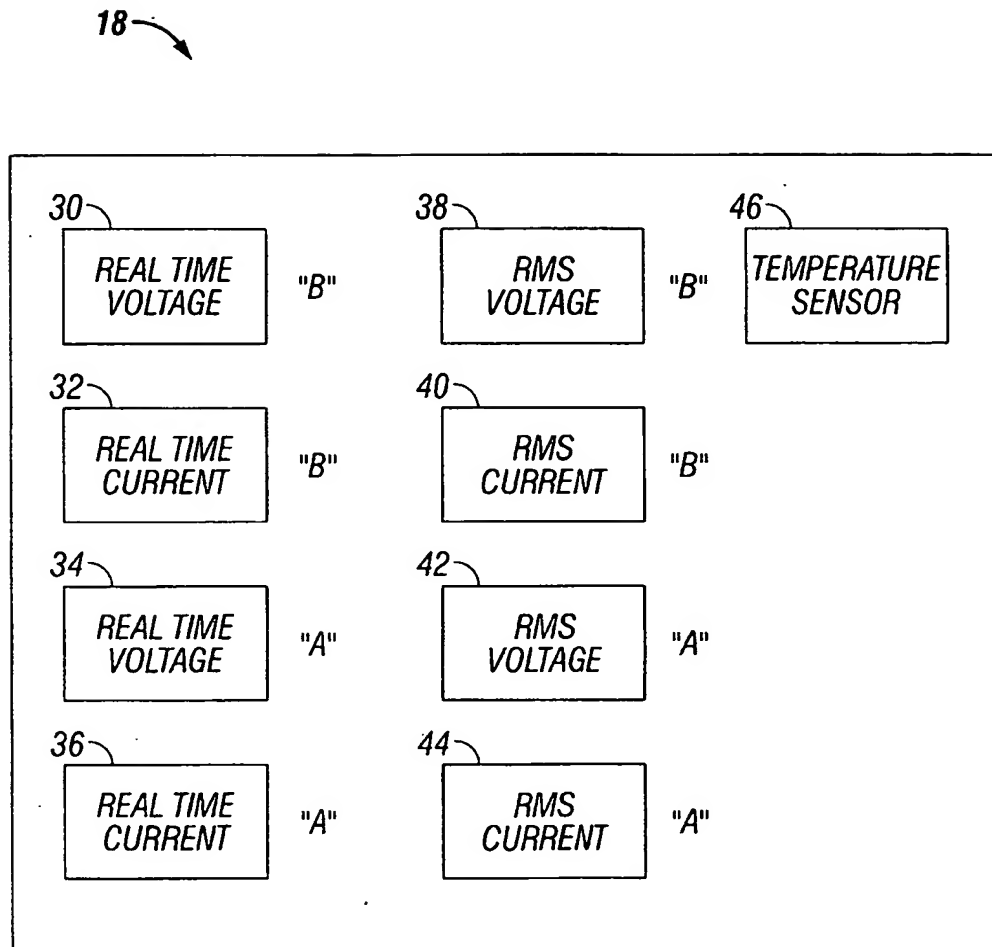 18
30
REAL TIME
VOLTAGE
"B"
38
RMS
VOLTAGE
"B"
46
TEMPERATURE
SENSOR
32
REAL TIME
CURRENT
"B"
40
RMS
CURRENT
"B"
34
REAL TIME
VOLTAGE
"A"
42
RMS
VOLTAGE
"A"
36
REAL TIME
CURRENT
"A"
44
RMS
CURRENT
"A"